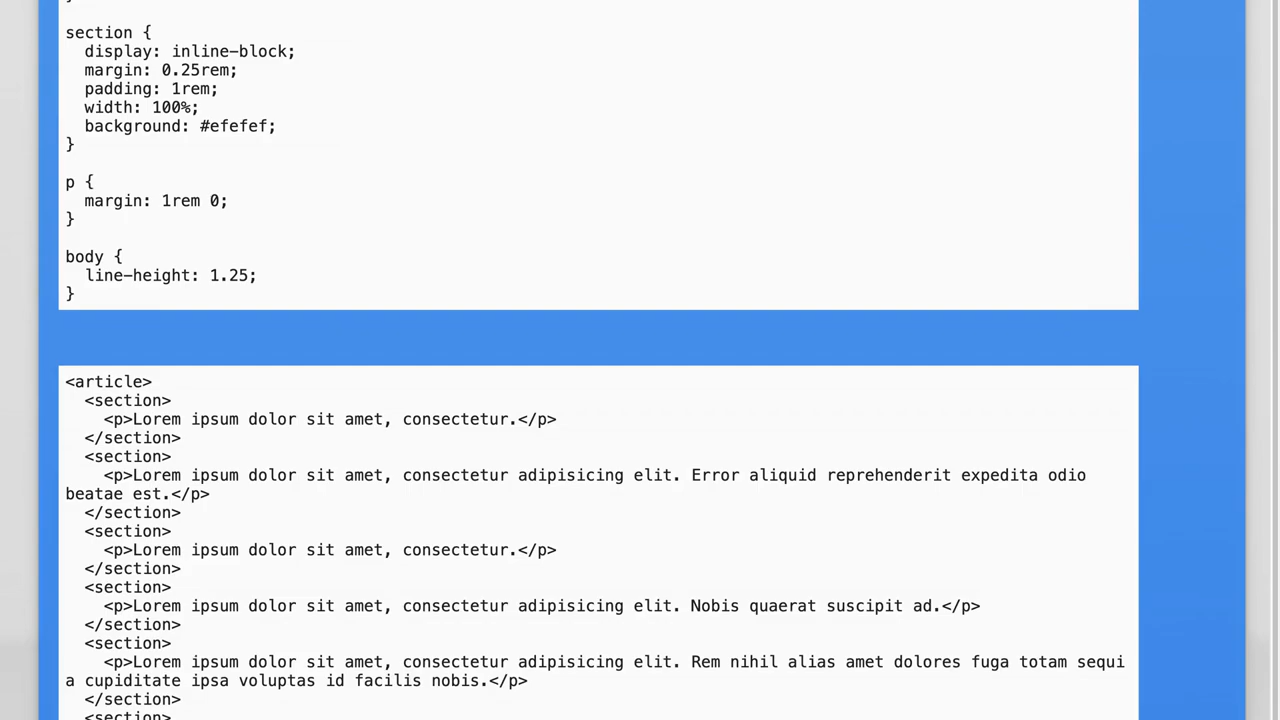 }
section {
display: inline-block;
margin: 0.25rem;
padding: 1rem;
width: 100%;
background: #efefef;
}
p {
margin: 1rem 0;
}
body {
line-height: 1.25;
}
<article>
<section>
<p>Lorem ipsum dolor sit amet, consectetur.</p>
</section>
<section>
<p>Lorem ipsum dolor sit amet, consectetur adipisicing elit. Error aliquid reprehenderit expedita odio
beatae est.</p>
</section>
<section>
<p>Lorem ipsum dolor sit amet, consectetur.</p>
</section>
<section>
<p>Lorem ipsum dolor sit amet, consectetur adipisicing elit. Nobis quaerat suscipit ad.</p>
</section>
<section>
<p>Lorem ipsum dolor sit amet, consectetur adipisicing elit. Rem nihil alias amet dolores fuga totam sequi
a cupiditate ipsa voluptas id facilis nobis.</p>
</section>
<section>